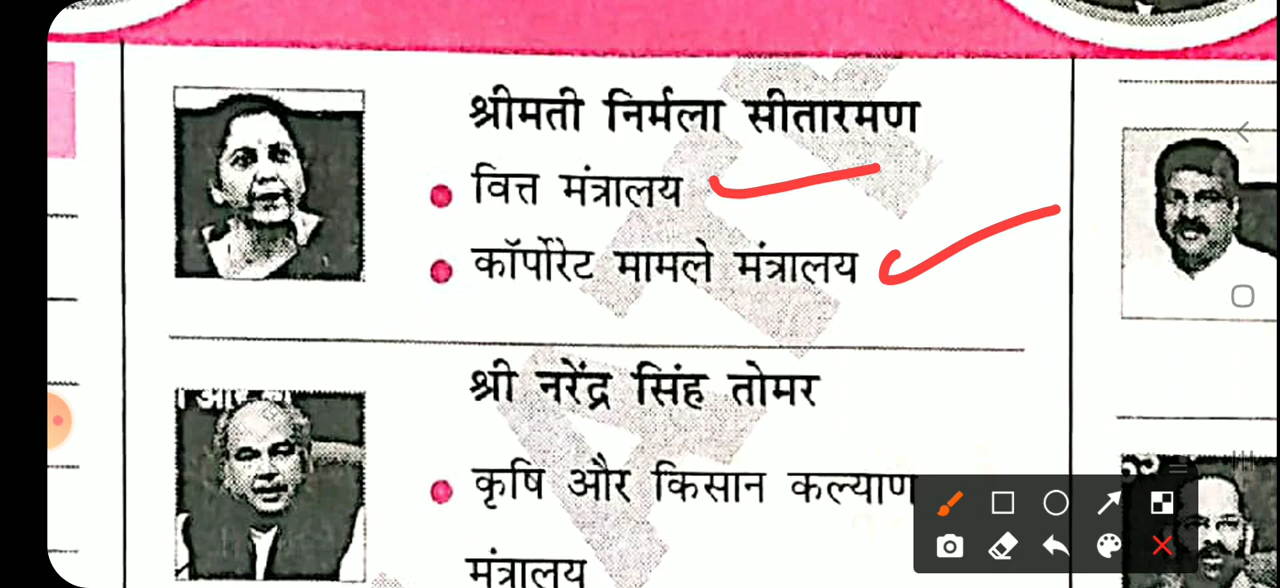 श्रीमती निर्मला सीतारमण
वित्त मंत्रालय
कॉर्पोरेट मामले मंत्रालय
श्री नरेंद्र सिंह तोमर
कृषि और किसान कल्याण
मंत्रालय